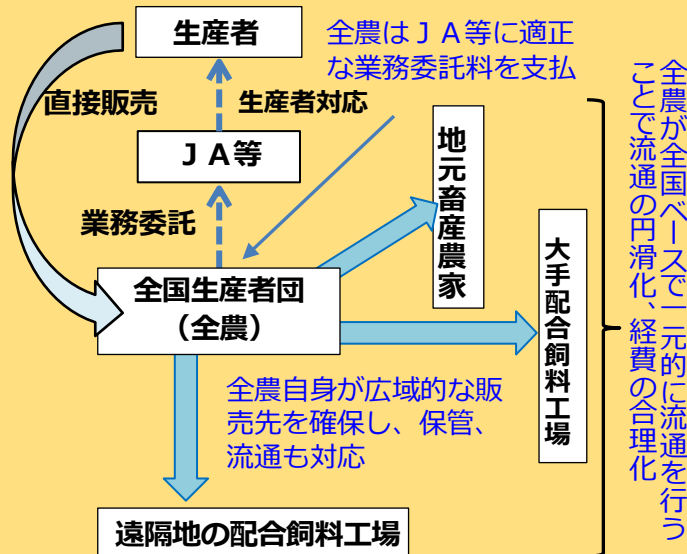 生産者
全農はＪＡ等に適正
な業務委託料を支払
直接販売
生産者対応
ＪＡ等
業務委託
全国生産者団
（全農）
地元畜産農家
大手配合飼料工場
全農が全国ベースで一元的に流通を行う
ことで流通の円滑化、経費の合理化
全農自身が広域的な販
売先を確保し、保管、
流通も対応
遠隔地の配合飼料工場